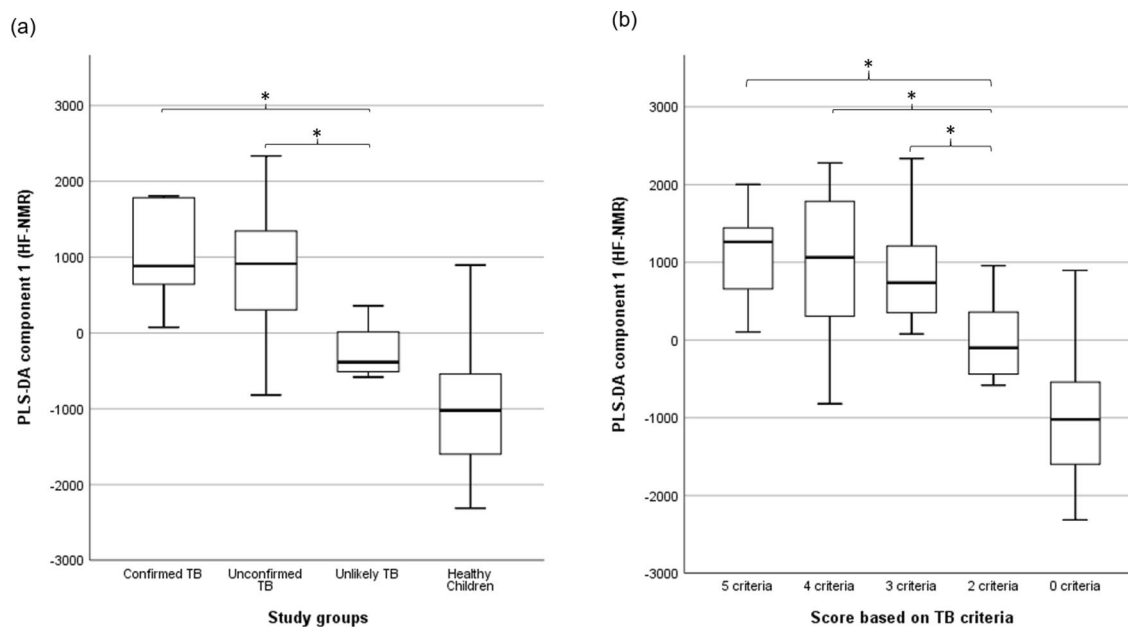 (a)
*
*
3000
2000
1000
0
-1000
-2000
-3000
PLS-DA component 1 (HF-NMR)
Confirmed TB
Unconfirmed
TB
Unlikely TB
Healthy
Children
Study groups
(b)
*
*
*
3000
2000
1000
0
-1000
-2000
-3000
PLS-DA component 1 (HF-NMR)
5 criteria
4 criteria
3 criteria
2 criteria
0 criteria
Score based on TB criteria